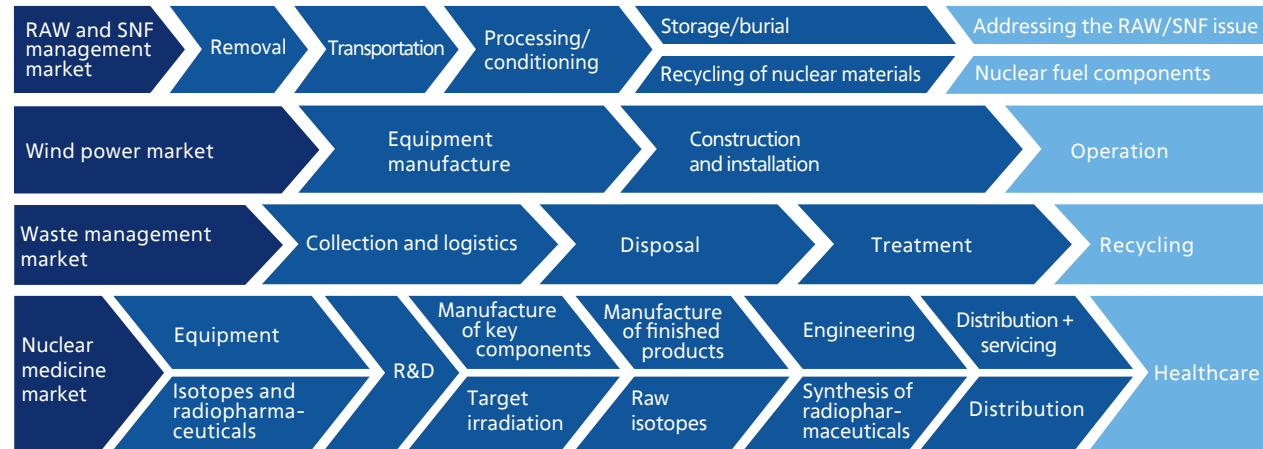 RAW and SNF
management
market
Removal
Transportation
Processing/
conditioning
Storage/burial
Addressing the RAW/SNF issue
Recycling of nuclear materials
Nuclear fuel components
Wind power market
Equipment
manufacture
Construction
and installation
Operation
Waste management
market
Collection and logistics
Disposal
Treatment
Recycling
Nuclear
medicine
market
Equipment
Isotopes and
radiopharma-
ceuticals
R&D
Manufacture
of key
components
Manufacture
of finished
products
Engineering
Distribution +
servicing
Target
irradiation
Raw
isotopes
Synthesis of
radiophar-
maceuticals
Distribution
Healthcare